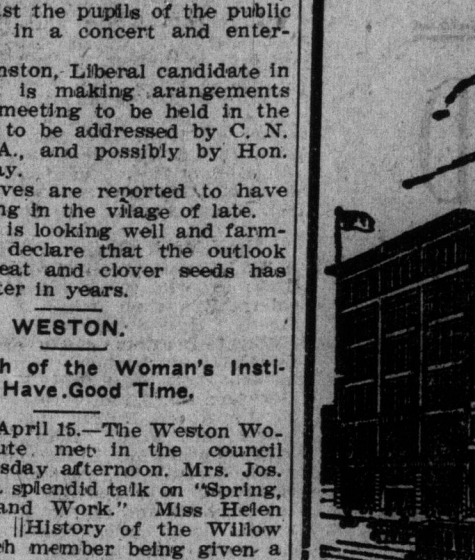 st the pupils of the public
in a concert and enter-
nston, Liberal candidate in
is making arangements
meeting to be held in the
to be addressed by C. N.
A., and possibly by Hon.
ay.
ves are reported to have
ng in the village of late.
is looking well and farm-
declare that the outlook
eat and clover seeds has
ter in years.
WESTON.
h of the Woman's Insti-
Have Good Time.
April 15.—The Weston Wo-
ute met in the council
sday afternoon. Mrs. Jos.
splendid talk on "Spring,
and Work." Miss Helen
||History of the Willow
h member being given a